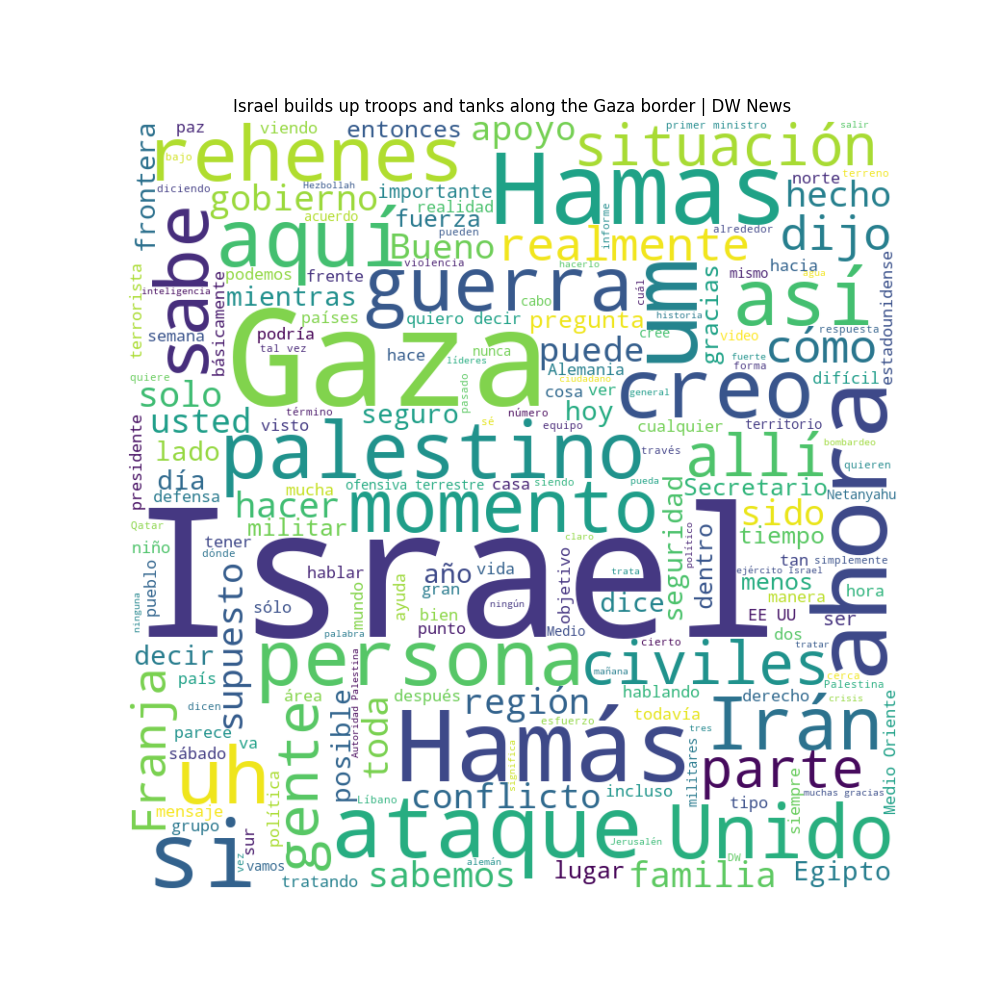 Israel builds up troops and tanks along the Gaza border | DW News
frontera
paz
viendo
entonces
apoyo
primer ministro
salir
rehenes
bajo
situación
diciendo
Hezbollah
importante
Hamas
norte
terreno
hecho
sabe
gobierno
realidad
acuerdo
fuerza
pueden
informe
alrededor
dijo
aquí
Bueno
realmente
violencia
hacerlo
cuál
hacia
mismo
agua
terrorista
inteligencia
podemos
frente
guerra
um
gracias
así
estadounidense
básicamente
mientras
países
quiero decir
cabo
pregunta
historia
cree
video
respuesta
semana
podría
tal vez
Gaza
hace
líderes
nunca
puede
Alemania
fuerte
forma
cómo
quiere
ciudadano
general
creo
difícil
solo
término
pasado
cosa
ver
ahora
usted
visto
seguro
sé
número
equipo
hoy
cualquier
territorio
presidente
lado
palestino
través
allí
bombardeo
quieren
día
defensa
mucha
ofensiva terrestre
casa
siendo
pueda
Secretario
Netanyahu
Qatar
hacer
militar
momento
seguridad
político
sido
niño
tener
dónde
claro
tiempo
pueblo
Israel
hablar
ayuda
año
vida
objetivo
trata
dentro
ejército Israel
tan
simplemente
ninguna
supuesto
sólo
mundo
gran
bien
ningún
dice
menos
manera
hora
EE UU
dos
ser
palabra
punto
Medio
cierto
tratar
decir
país
Autoridad Palestina
persona
mañana
civiles
cerca
Palestina
Franja
dicen
área
después
región
hablando
derecho
crisis
parece
va
gente
posible
toda
Hamás
significa
esfuerzo
todavía
tres
Irán
Medio Oriente
sábado
uh
política
Líbano
conflicto
incluso
militares
parte
mensaje
grupo
sur
tipo
siempre
muchas gracias
si
vez
vamos
ataque
Jerusalén
Unido
DW
tratando
sabemos
alemán
lugar
familia
Egipto